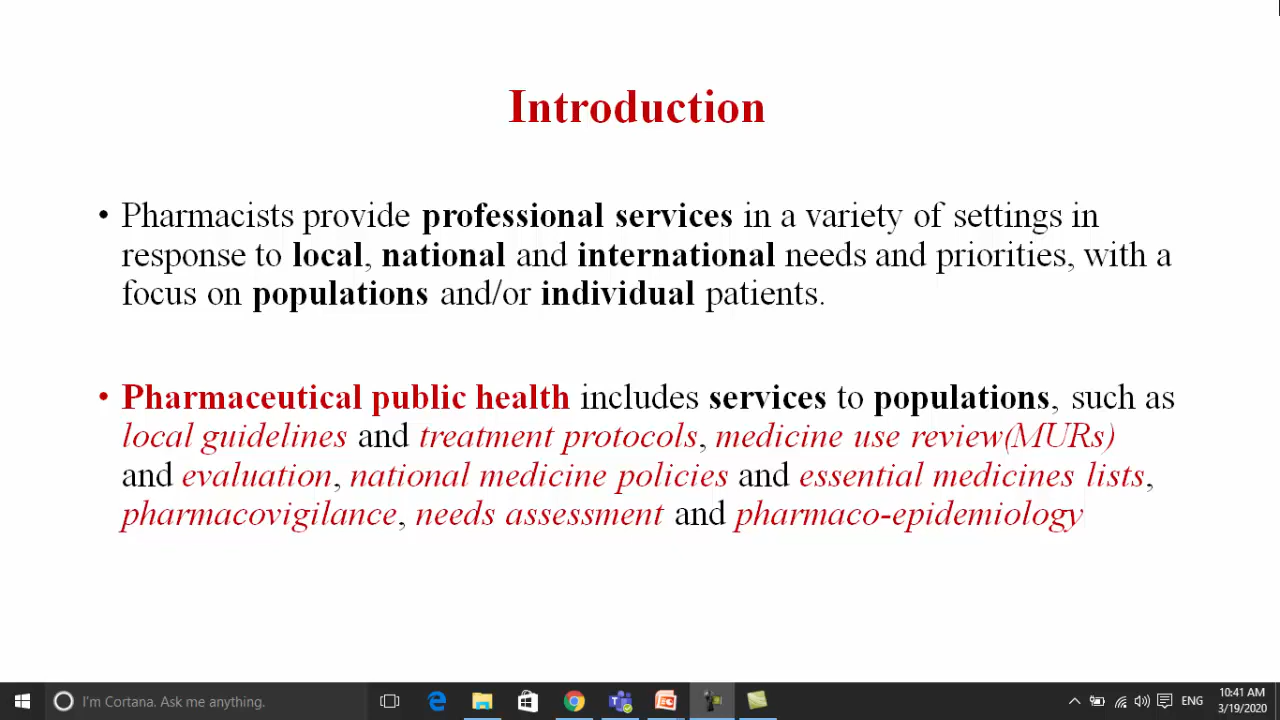 Introduction
• Pharmacists provide professional services in a variety of settings in
response to local, national and international needs and priorities, with a
focus on populations and/or individual patients.
• Pharmaceutical public health includes services to populations, such as
local guidelines and treatment protocols, medicine use review(MURs)
and evaluation, national medicine policies and essential medicines lists,
pharmacovigilance, needs assessment and pharmaco-epidemiology
I'm Cortana. Ask me anything.
ENG
10:41 AM
3/19/2020